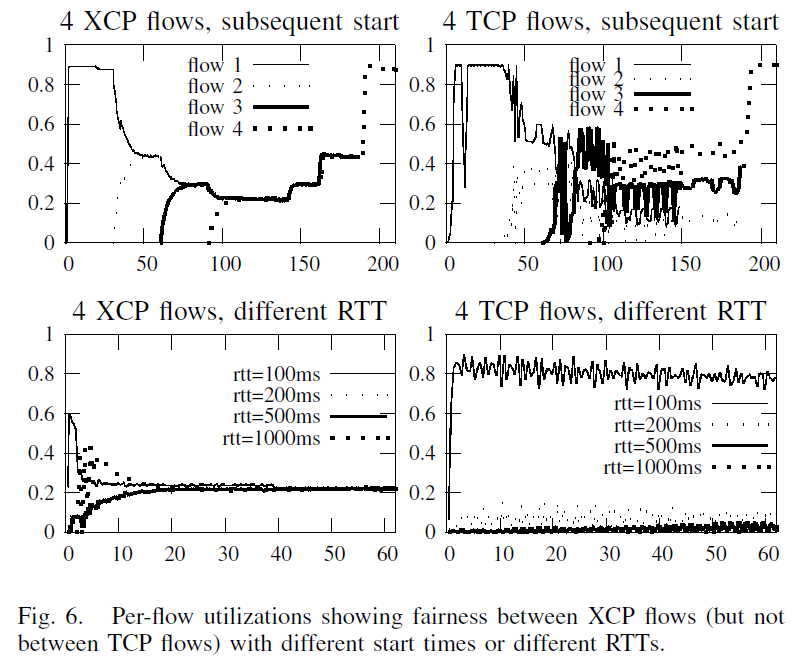 4 XCP flows, subsequent start
1
0.8
0.6
0.4
0.2
0
0 50 100 150 200
flow 1
flow 2
flow 3
flow 4
4 TCP flows, subsequent start
1
0.8
0.6
0.4
0.2
0
0 50 100 150 200
flow 1
flow 2
flow 3
flow 4
4 XCP flows, different RTT
1
0.8
0.6
0.4
0.2
0
0 10 20 30 40 50 60
rtt=100ms
rtt=200ms
rtt=500ms
rtt=1000ms
4 TCP flows, different RTT
1
0.8
0.6
0.4
0.2
0
0 10 20 30 40 50 60
rtt=100ms
rtt=200ms
rtt=500ms
rtt=1000ms
Fig. 6. Per-flow utilizations showing fairness between XCP flows (but not
between TCP flows) with different start times or different RTTs.